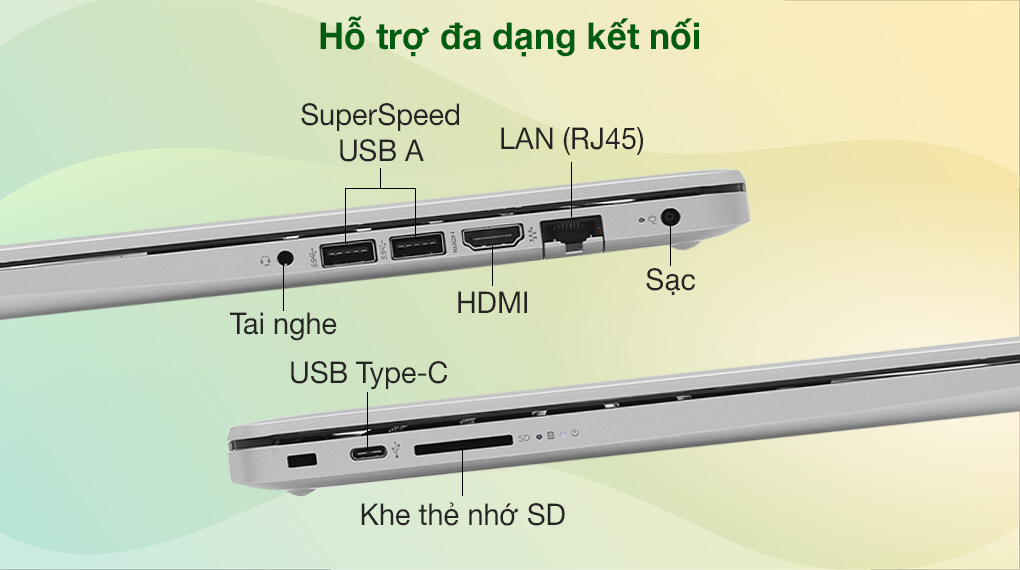 Hỗ trợ đa dạng kết nối
SuperSpeed
USB A
LAN (RJ45)
HDMI
Sạc
HDMI
Tai nghe
USB Type-C
SD
Khe thẻ nhớ SD